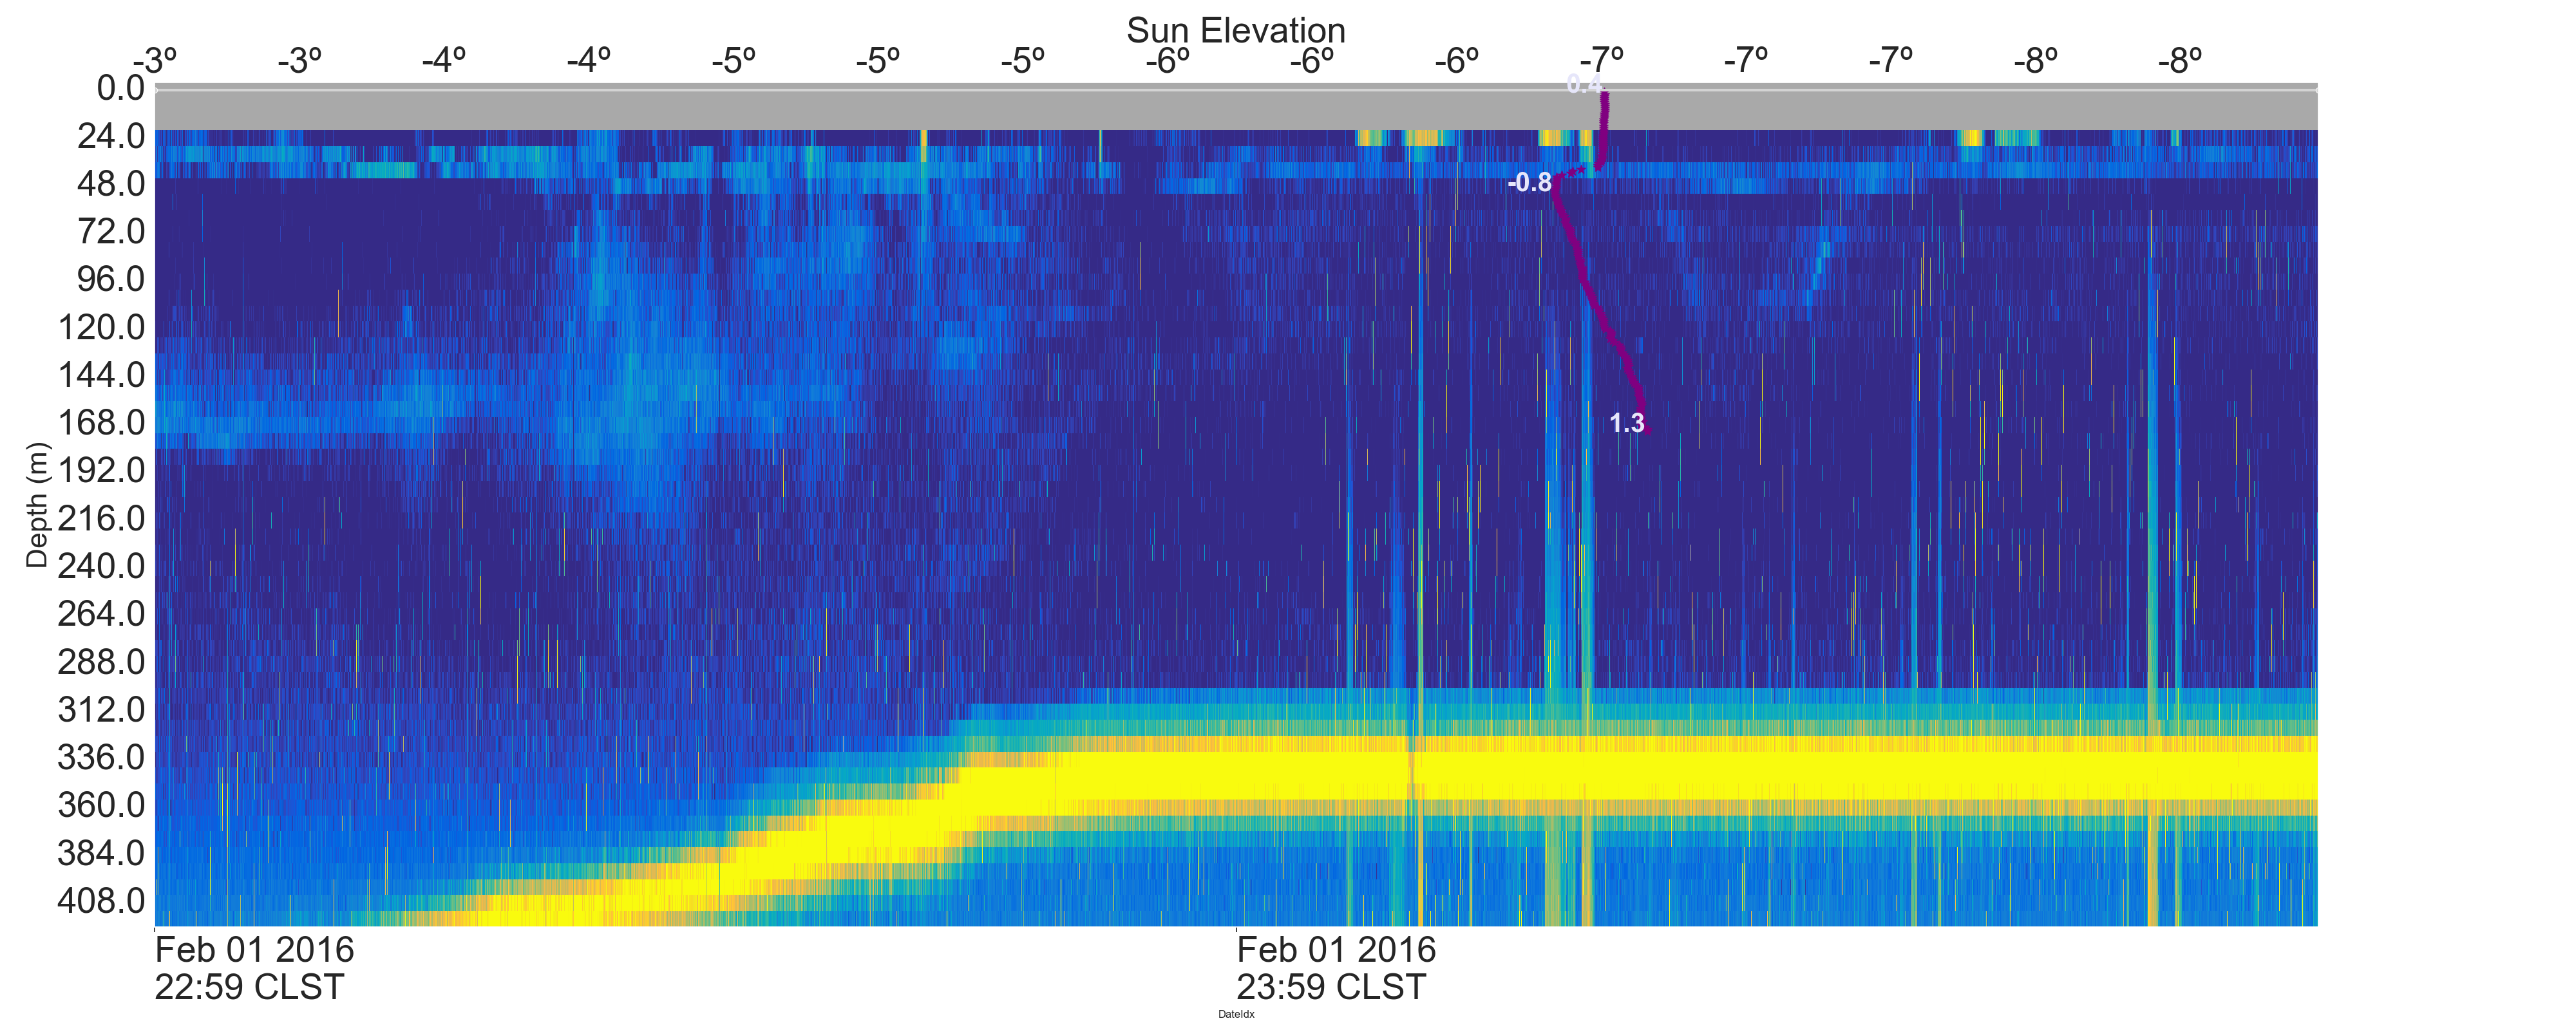 Sun Elevation
-3º -3º -4º -4º -5º -5º -5º -6º -6º -6º -7º -7º -7º -8º -8º
0.0
24.0
48.0
72.0
96.0
120.0
144.0
168.0
192.0
216.0
240.0
264.0
288.0
312.0
336.0
360.0
384.0
408.0
Depth (m)
0.4
-0.8
1.3
Feb 01 2016
22:59 CLST
Feb 01 2016
23:59 CLST
DateIdx